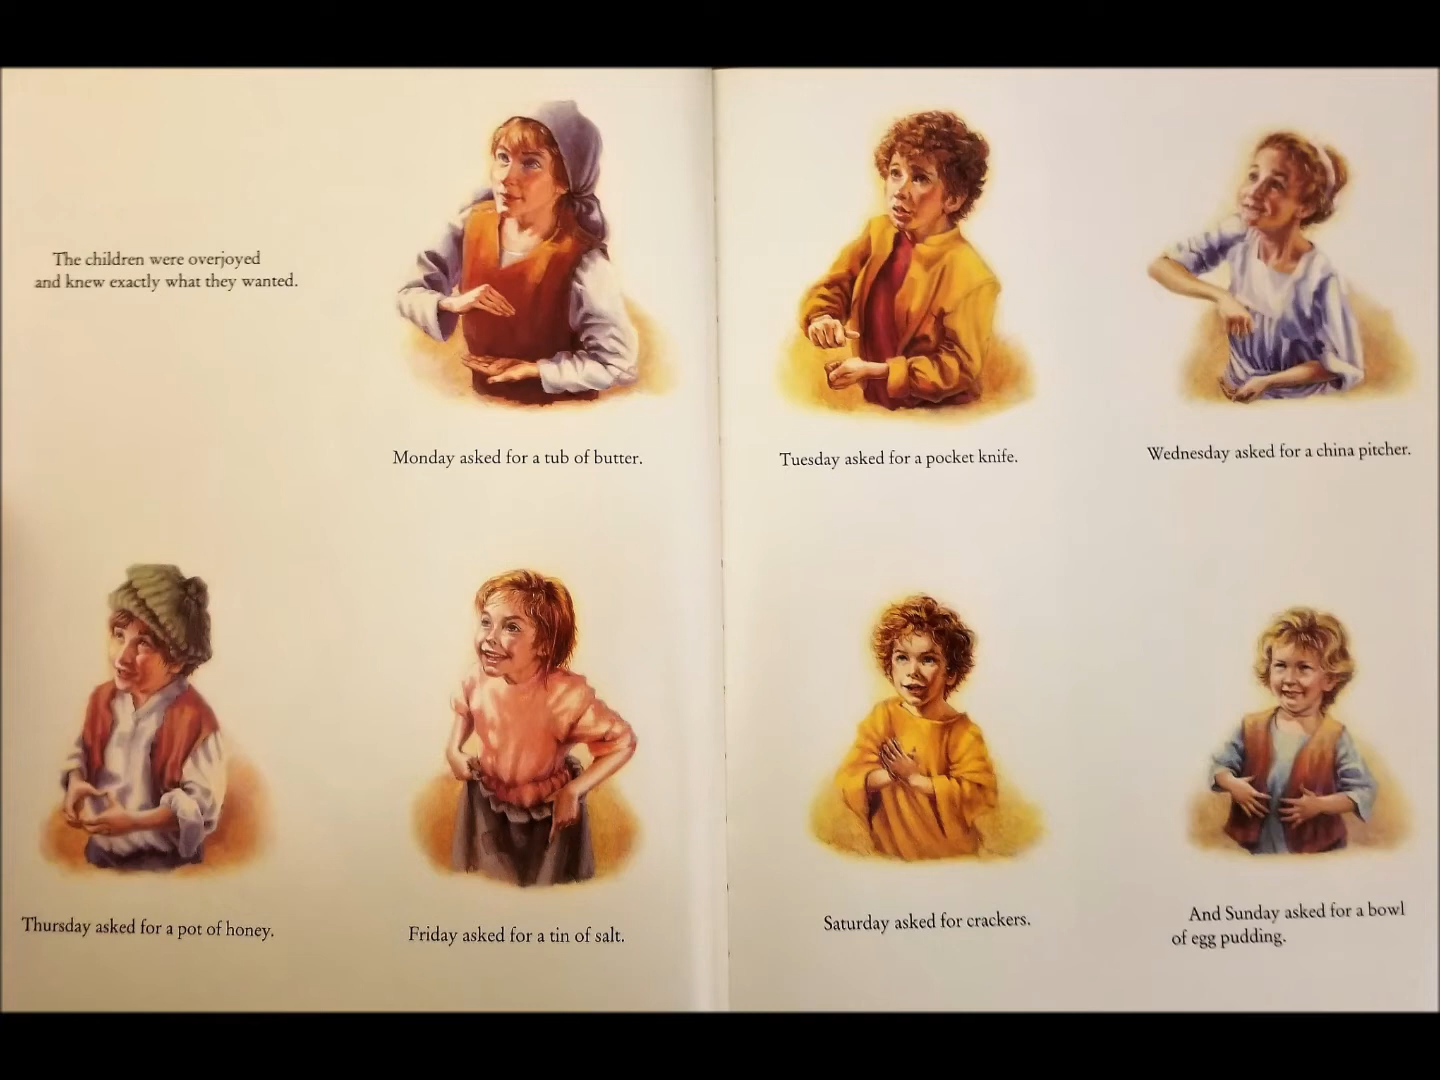 The children were overjoyed
and knew exactly what they wanted.
Monday asked for a tub of butter.
Tuesday asked for a pocket knife.
Wednesday asked for a china pitcher.
Thursday asked for a pot of honey.
Friday asked for a tin of salt.
Saturday asked for crackers.
And Sunday asked for a bowl
of egg pudding.